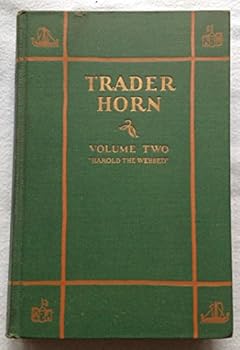 TRADER
HORN
VOLUME TWO
"HAROLD THE WEBBED"